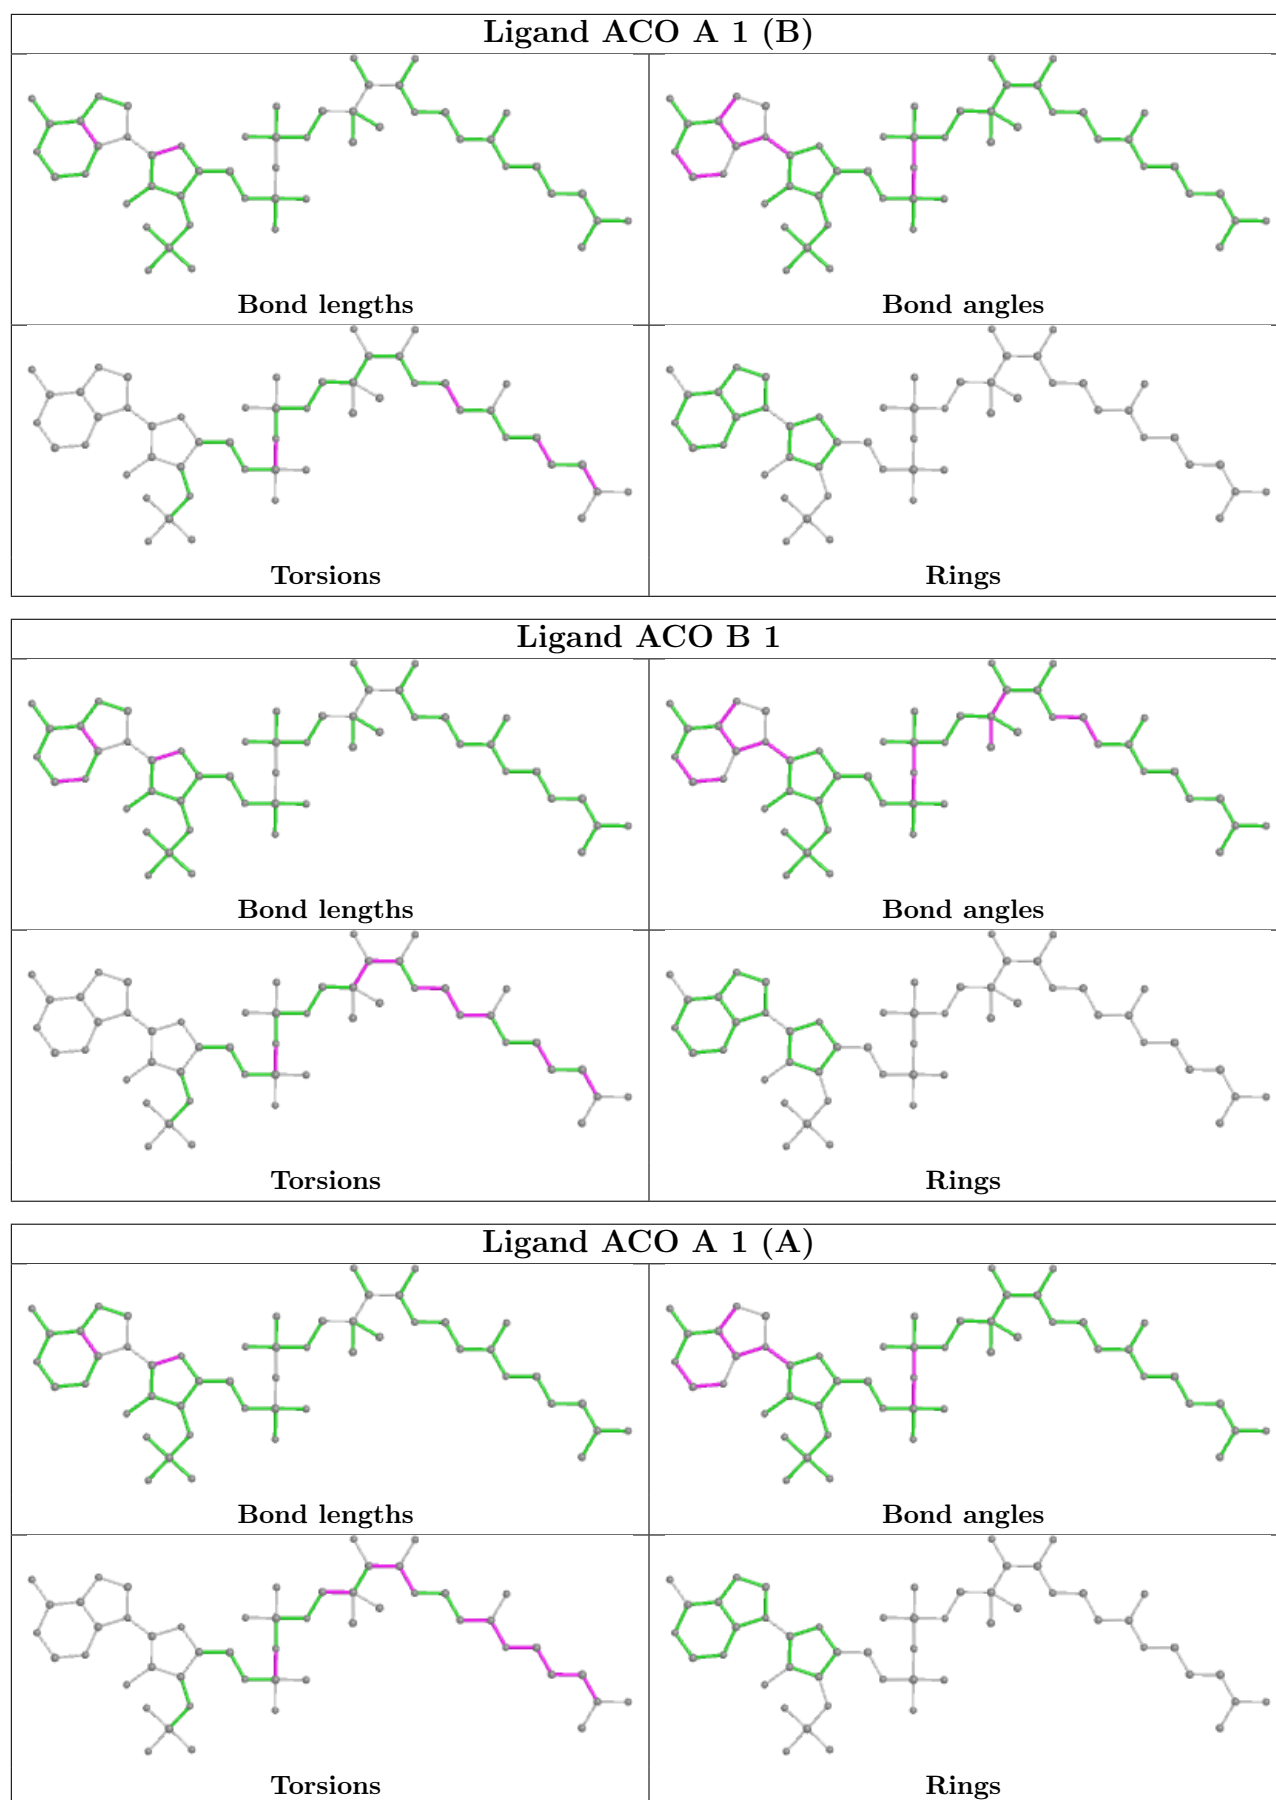 Ligand ACO A 1 (B)
Bond lengths
Bond angles
Torsions
Rings
Ligand ACO B 1
Bond lengths
Bond angles
Torsions
Rings
Ligand ACO A 1 (A)
Bond lengths
Bond angles
Torsions
Rings